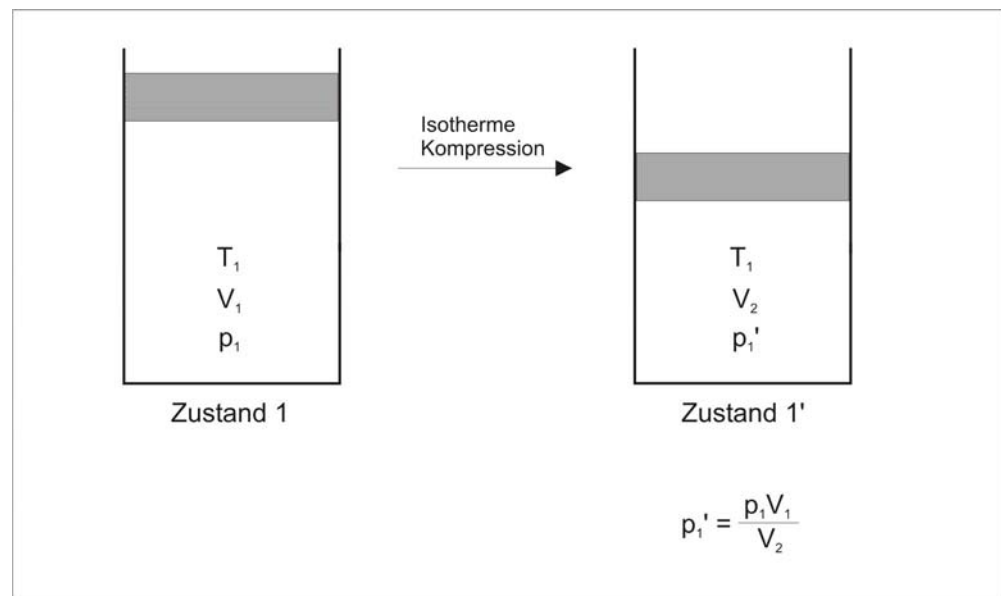 Isotherme
Kompression
T₁
V₁
p₁
T₁
V₂
p₁'
Zustand 1
Zustand 1'
p₁' = p₁V₁ / V₂